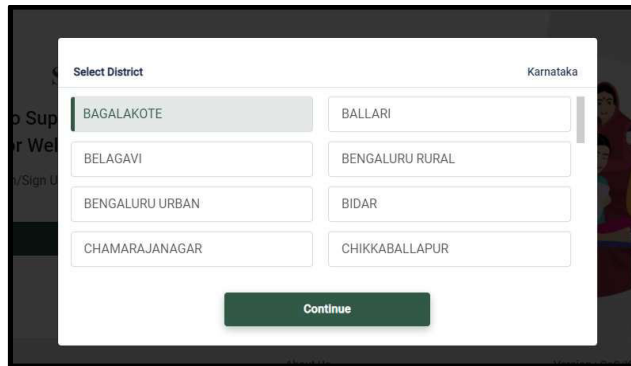 Select District
Karnataka
BAGALAKOTE
BALLARI
BELAGAVI
BENGALURU RURAL
BENGALURU URBAN
BIDAR
CHAMARAJANAGAR
CHIKKABALLAPUR
Continue